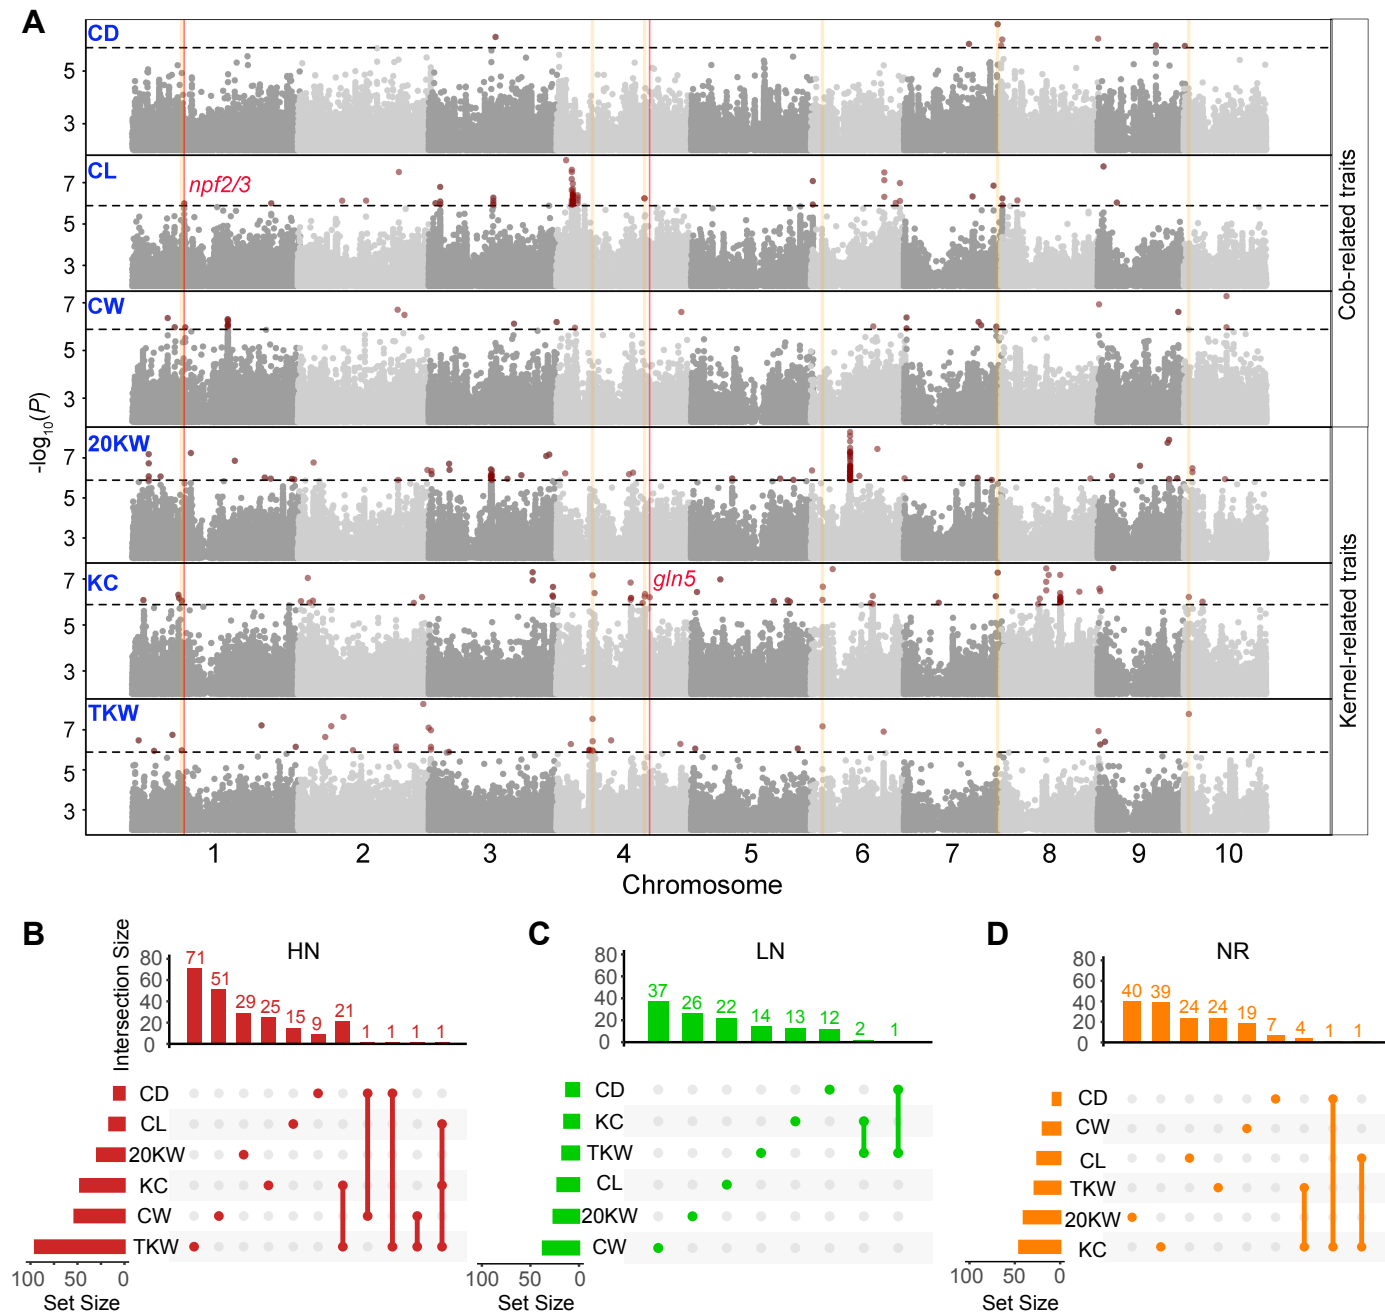 A
CD
5
3
CL
npf2/3
7
5
3
CW
7
5
3
20KW
7
5
3
KC
gln5
7
5
3
TKW
7
5
3
-log10(P)
Cob-related traits
Kernel-related traits
1 2 3 4 5 6 7 8 9 10
Chromosome
B
HN
Intersection Size
80
60
40
20
0
71 51 29 25 15 9 21 1 1 1 1
CD
CL
20KW
KC
CW
TKW
100 50 0
Set Size
C
LN
80
60
40
20
0
37 26 22 14 13 12 2 1
CD
KC
TKW
CL
20KW
CW
100 50 0
Set Size
D
NR
80
60
40
20
0
40 39 24 24 19 7 4 1 1
CD
CW
CL
TKW
20KW
KC
100 50 0
Set Size